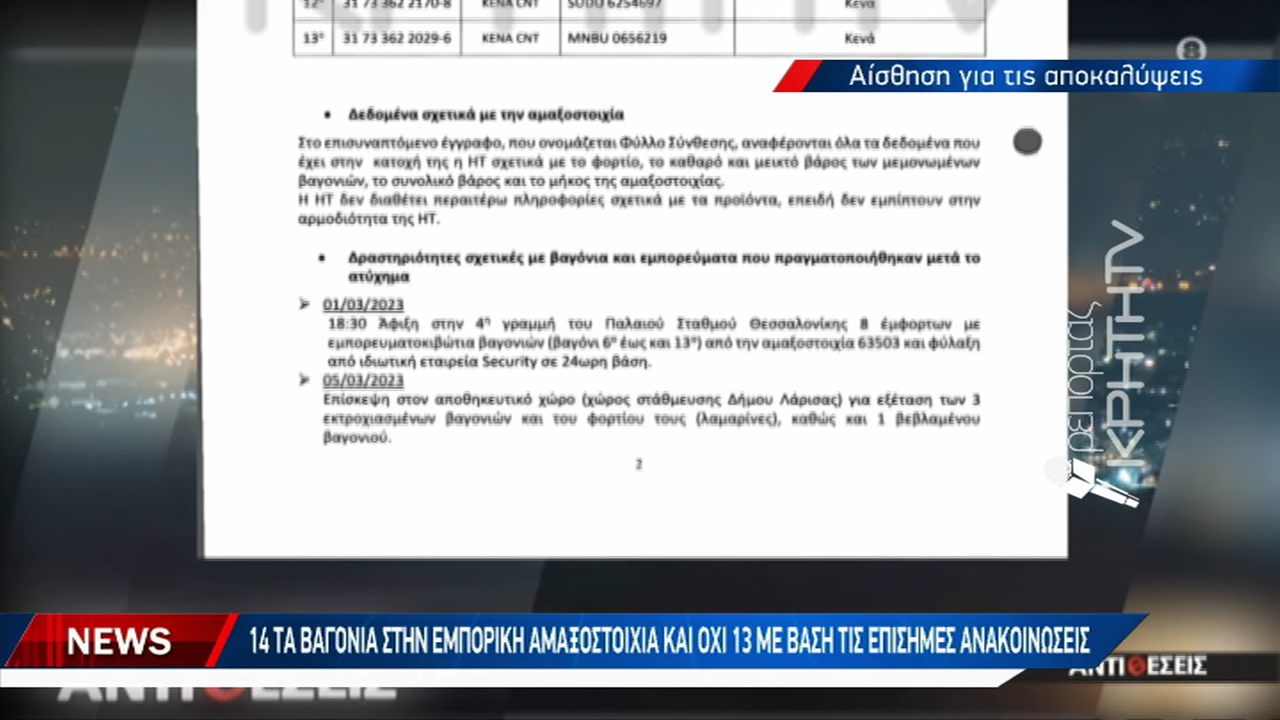 12° 31 73 362 2170-8 ΚΕΝΑ CNT SUDU 6254697 Κενά
13° 31 73 362 2029-6 ΚΕΝΑ CNT MNBU 0656219 Κενά
8
Αίσθηση για τις αποκαλύψεις
• Δεδομένα σχετικά με την αμαξοστοιχία
Στο επισυναπτόμενο έγγραφο, που ονομάζεται Φύλλο Σύνθεσης, αναφέρονται όλα τα δεδομένα που
έχει στην κατοχή της η ΗΤ σχετικά με το φορτίο, το καθαρό και μεικτό βάρος των μεμονωμένων
βαγονιών, το συνολικό βάρος και το μήκος της αμαξοστοιχίας.
Η ΗΤ δεν διαθέτει περαιτέρω πληροφορίες σχετικά με τα προϊόντα, επειδή δεν εμπίπτουν στην
αρμοδιότητα της ΗΤ.
• Δραστηριότητες σχετικές με βαγόνια και εμπορεύματα που πραγματοποιήθηκαν μετά το
ατύχημα
➢ 01/03/2023
18:30 Άφιξη στην 4η γραμμή του Παλαιού Σταθμού Θεσσαλονίκης 8 έμφορτων με
εμπορευματοκιβώτια βαγονιών (βαγόνι 6° έως και 13°) από την αμαξοστοιχία 63503 και φύλαξη
από ιδιωτική εταιρεία Security σε 24ωρη βάση.
➢ 05/03/2023
Επίσκεψη στον αποθηκευτικό χώρο (χώρος στάθμευσης Δήμου Λάρισας) για εξέταση των 3
εκτροχιασμένων βαγονιών και του φορτίου τους (λαμαρίνες), καθώς και 1 βεβλαμένου
βαγονιού.
2
ρεπορτάζ
ΚΡΗΤΗ TV
NEWS
14 ΤΑ ΒΑΓΟΝΙΑ ΣΤΗΝ ΕΜΠΟΡΙΚΗ ΑΜΑΞΟΣΤΟΙΧΙΑ ΚΑΙ ΟΧΙ 13 ΜΕ ΒΑΣΗ ΤΙΣ ΕΠΙΣΗΜΕΣ ΑΝΑΚΟΙΝΩΣΕΙΣ
ΑΝΤΙΘΕΣΕΙΣ
ΑΝΤΙΘΕΣΕΙΣ